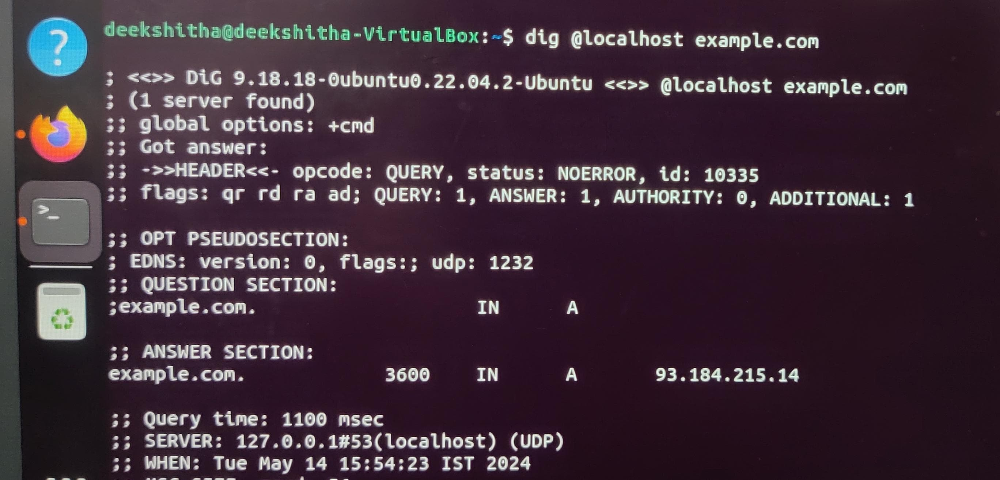 deekshitha@deekshitha-VirtualBox:~$ dig @localhost example.com
; <<>> DiG 9.18.18-0ubuntu0.22.04.2-Ubuntu <<>> @localhost example.com
; (1 server found)
;; global options: +cmd
;; Got answer:
;; ->>HEADER<<- opcode: QUERY, status: NOERROR, id: 10335
;; flags: qr rd ra ad; QUERY: 1, ANSWER: 1, AUTHORITY: 0, ADDITIONAL: 1
;; OPT PSEUDOSECTION:
; EDNS: version: 0, flags:; udp: 1232
;; QUESTION SECTION:
;example.com. IN A
;; ANSWER SECTION:
example.com. 3600 IN A 93.184.215.14
;; Query time: 1100 msec
;; SERVER: 127.0.0.1#53(localhost) (UDP)
;; WHEN: Tue May 14 15:54:23 IST 2024